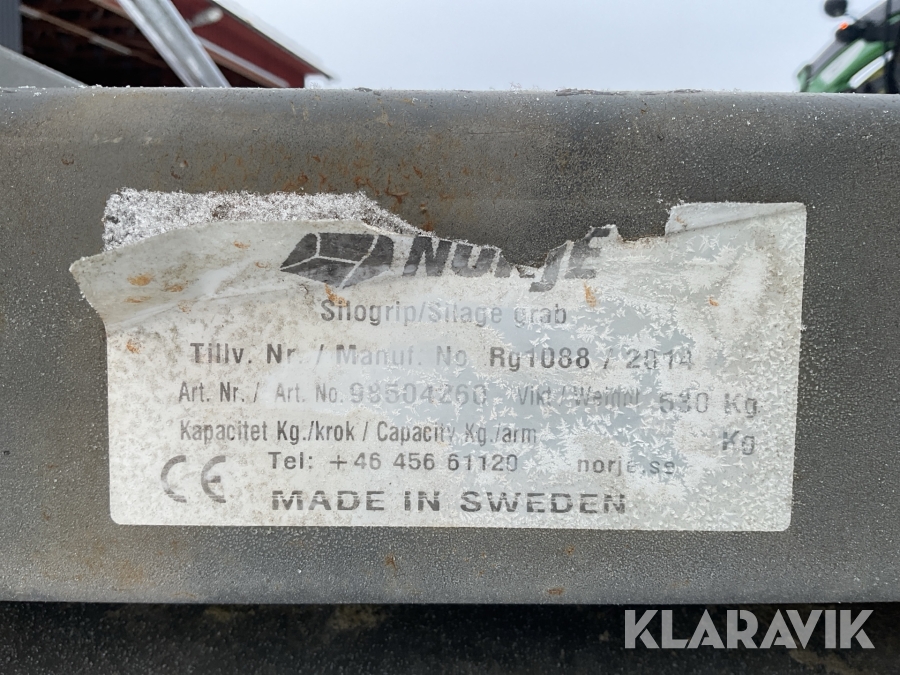 NORJE
Silogrip/Silage grab
Tillv. Nr. / Manuf. No. Rg1088 / 2014
Art. Nr./ Art. No. 98504260 Vikt/Weight 530 Kg
Kapacitet Kg./krok / Capacity Kg./arm Kg
Tel: +46 456 61120 norje.se
CE MADE IN SWEDEN
KLARAVIK